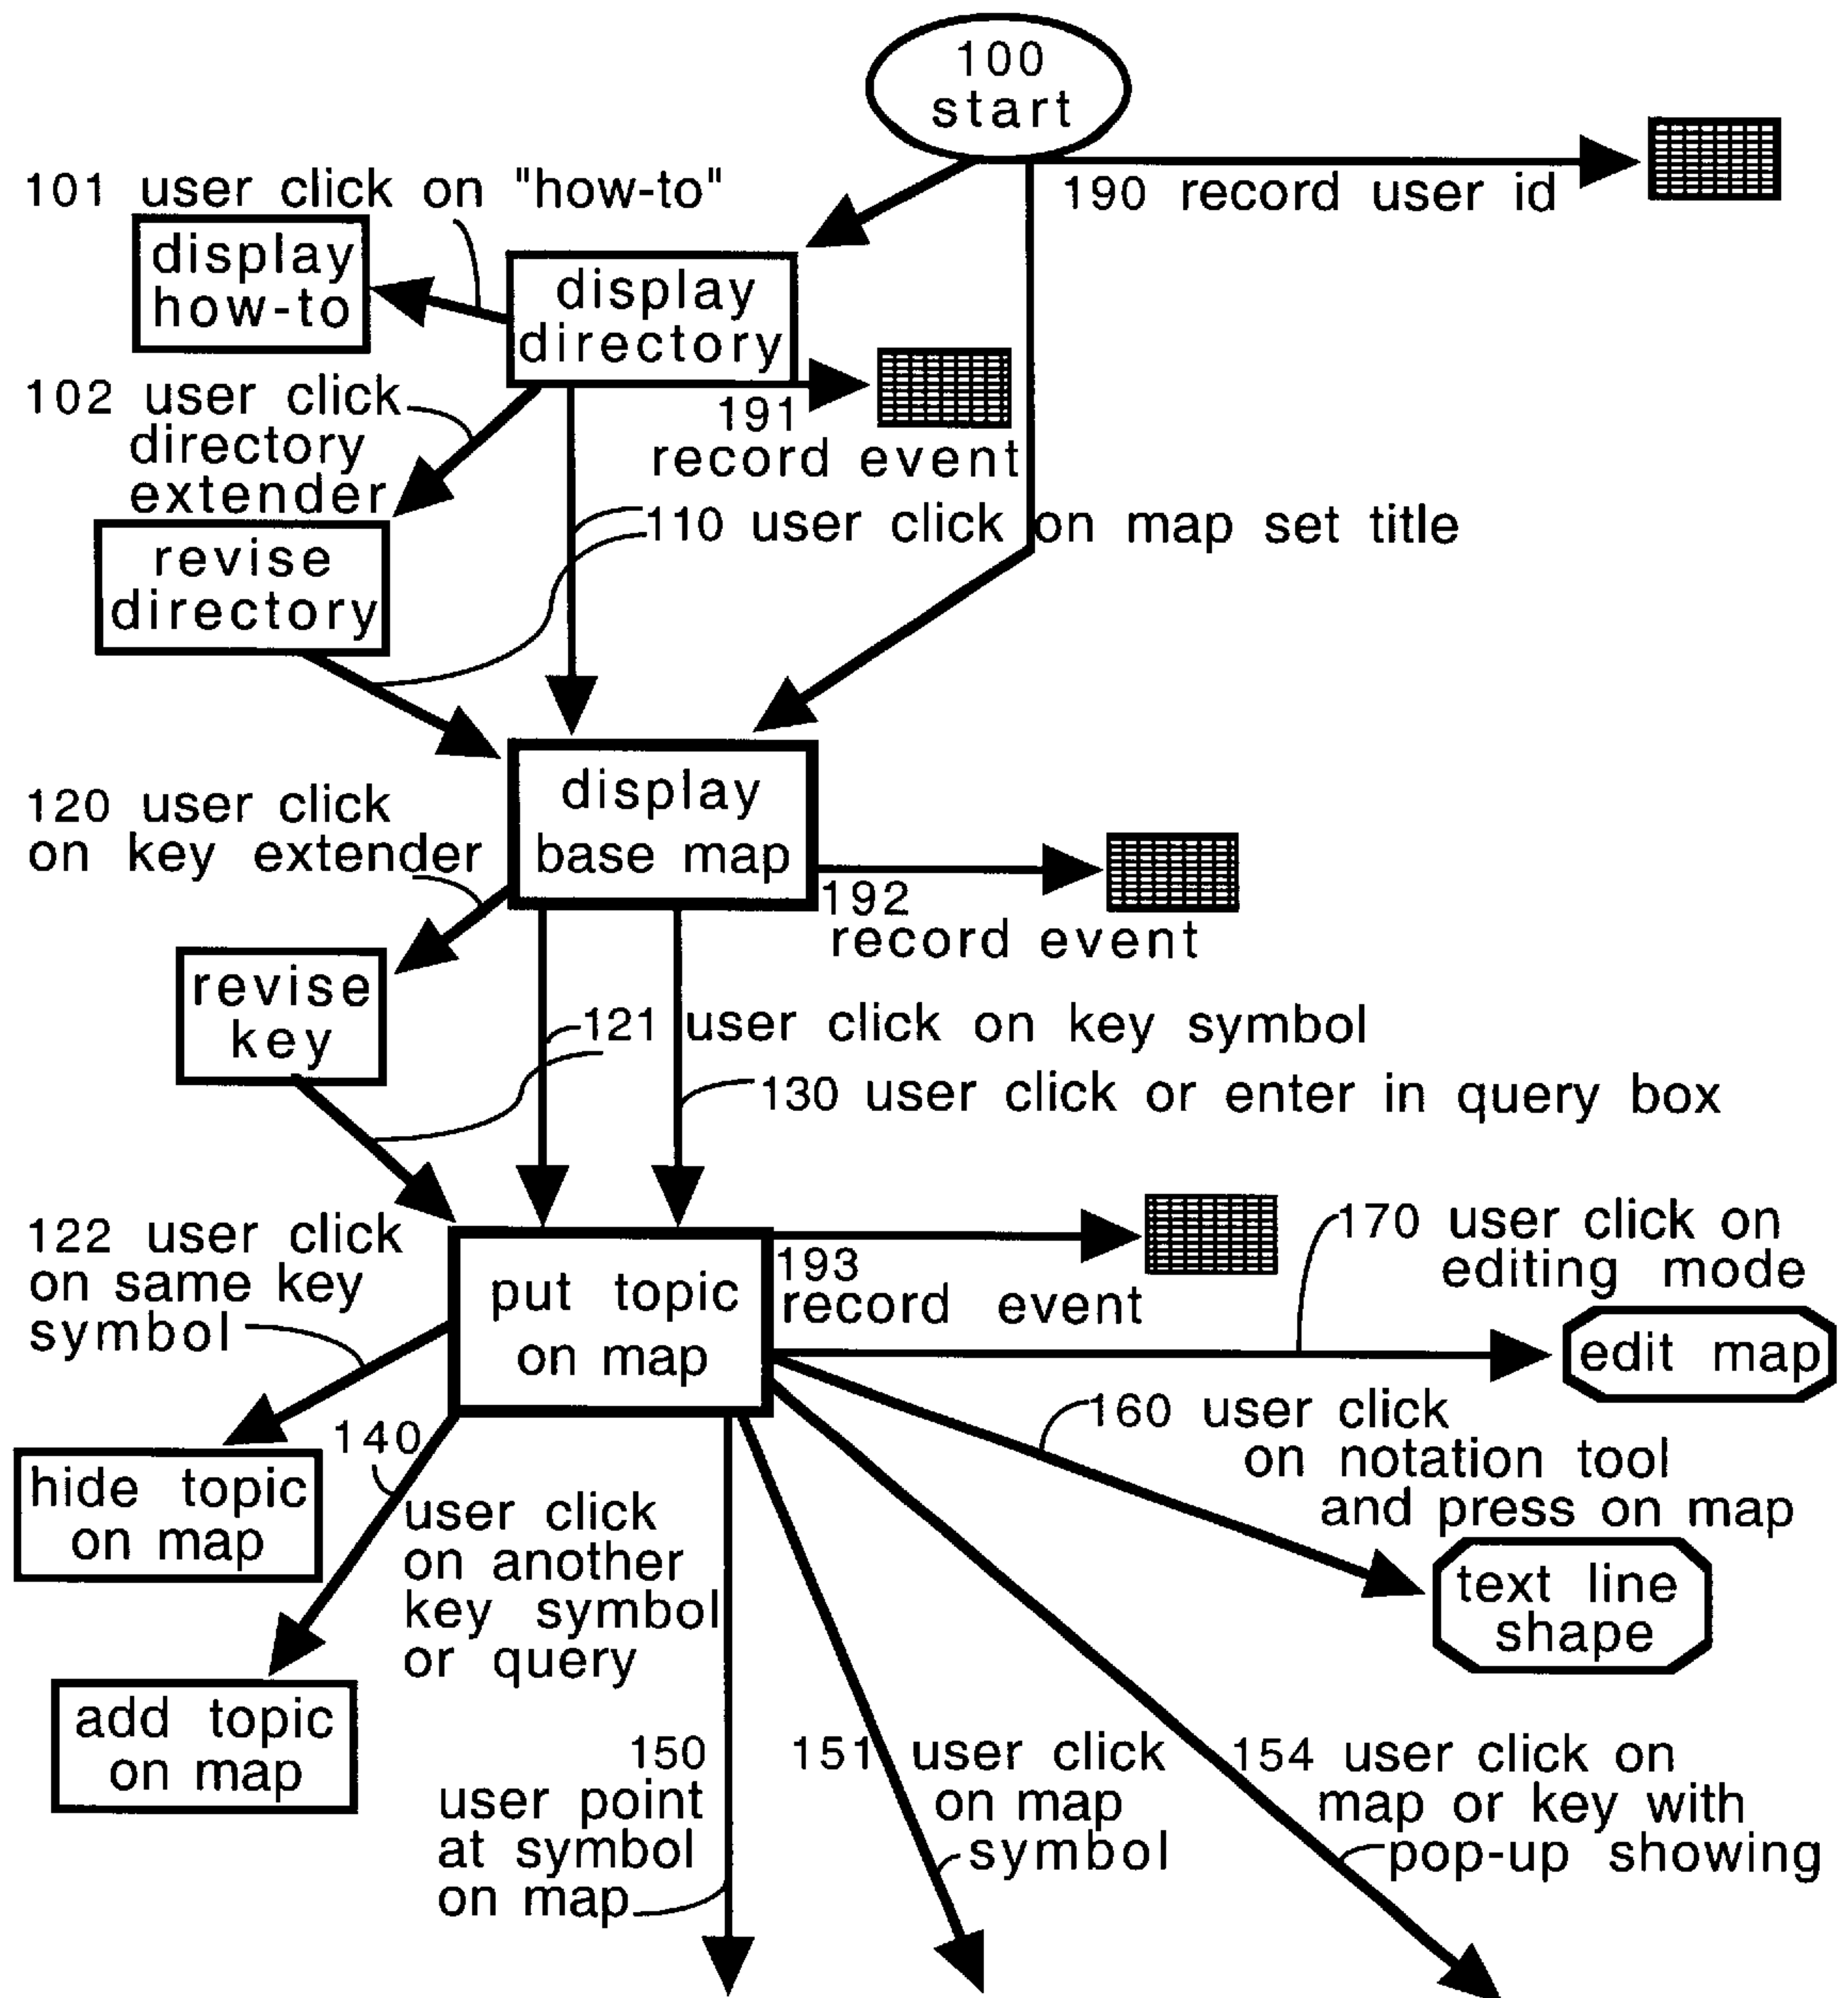 100
start
190 record user id
101 user click on "how-to"
display
how-to
display
directory
102 user click
directory
extender
191
record event
110 user click on map set title
revise
directory
display
base map
120 user click
on key extender
192
record event
revise
key
121 user click on key symbol
130 user click or enter in query box
122 user click
on same key
symbol
put topic
on map
193
record event
170 user click on
editing mode
edit map
160 user click
on notation tool
and press on map
text line
shape
hide topic
on map
140
user click
on another
key symbol
or query
add topic
on map
150
user point
at symbol
on map
151 user click
on map
symbol
154 user click on
map or key with
pop-up showing